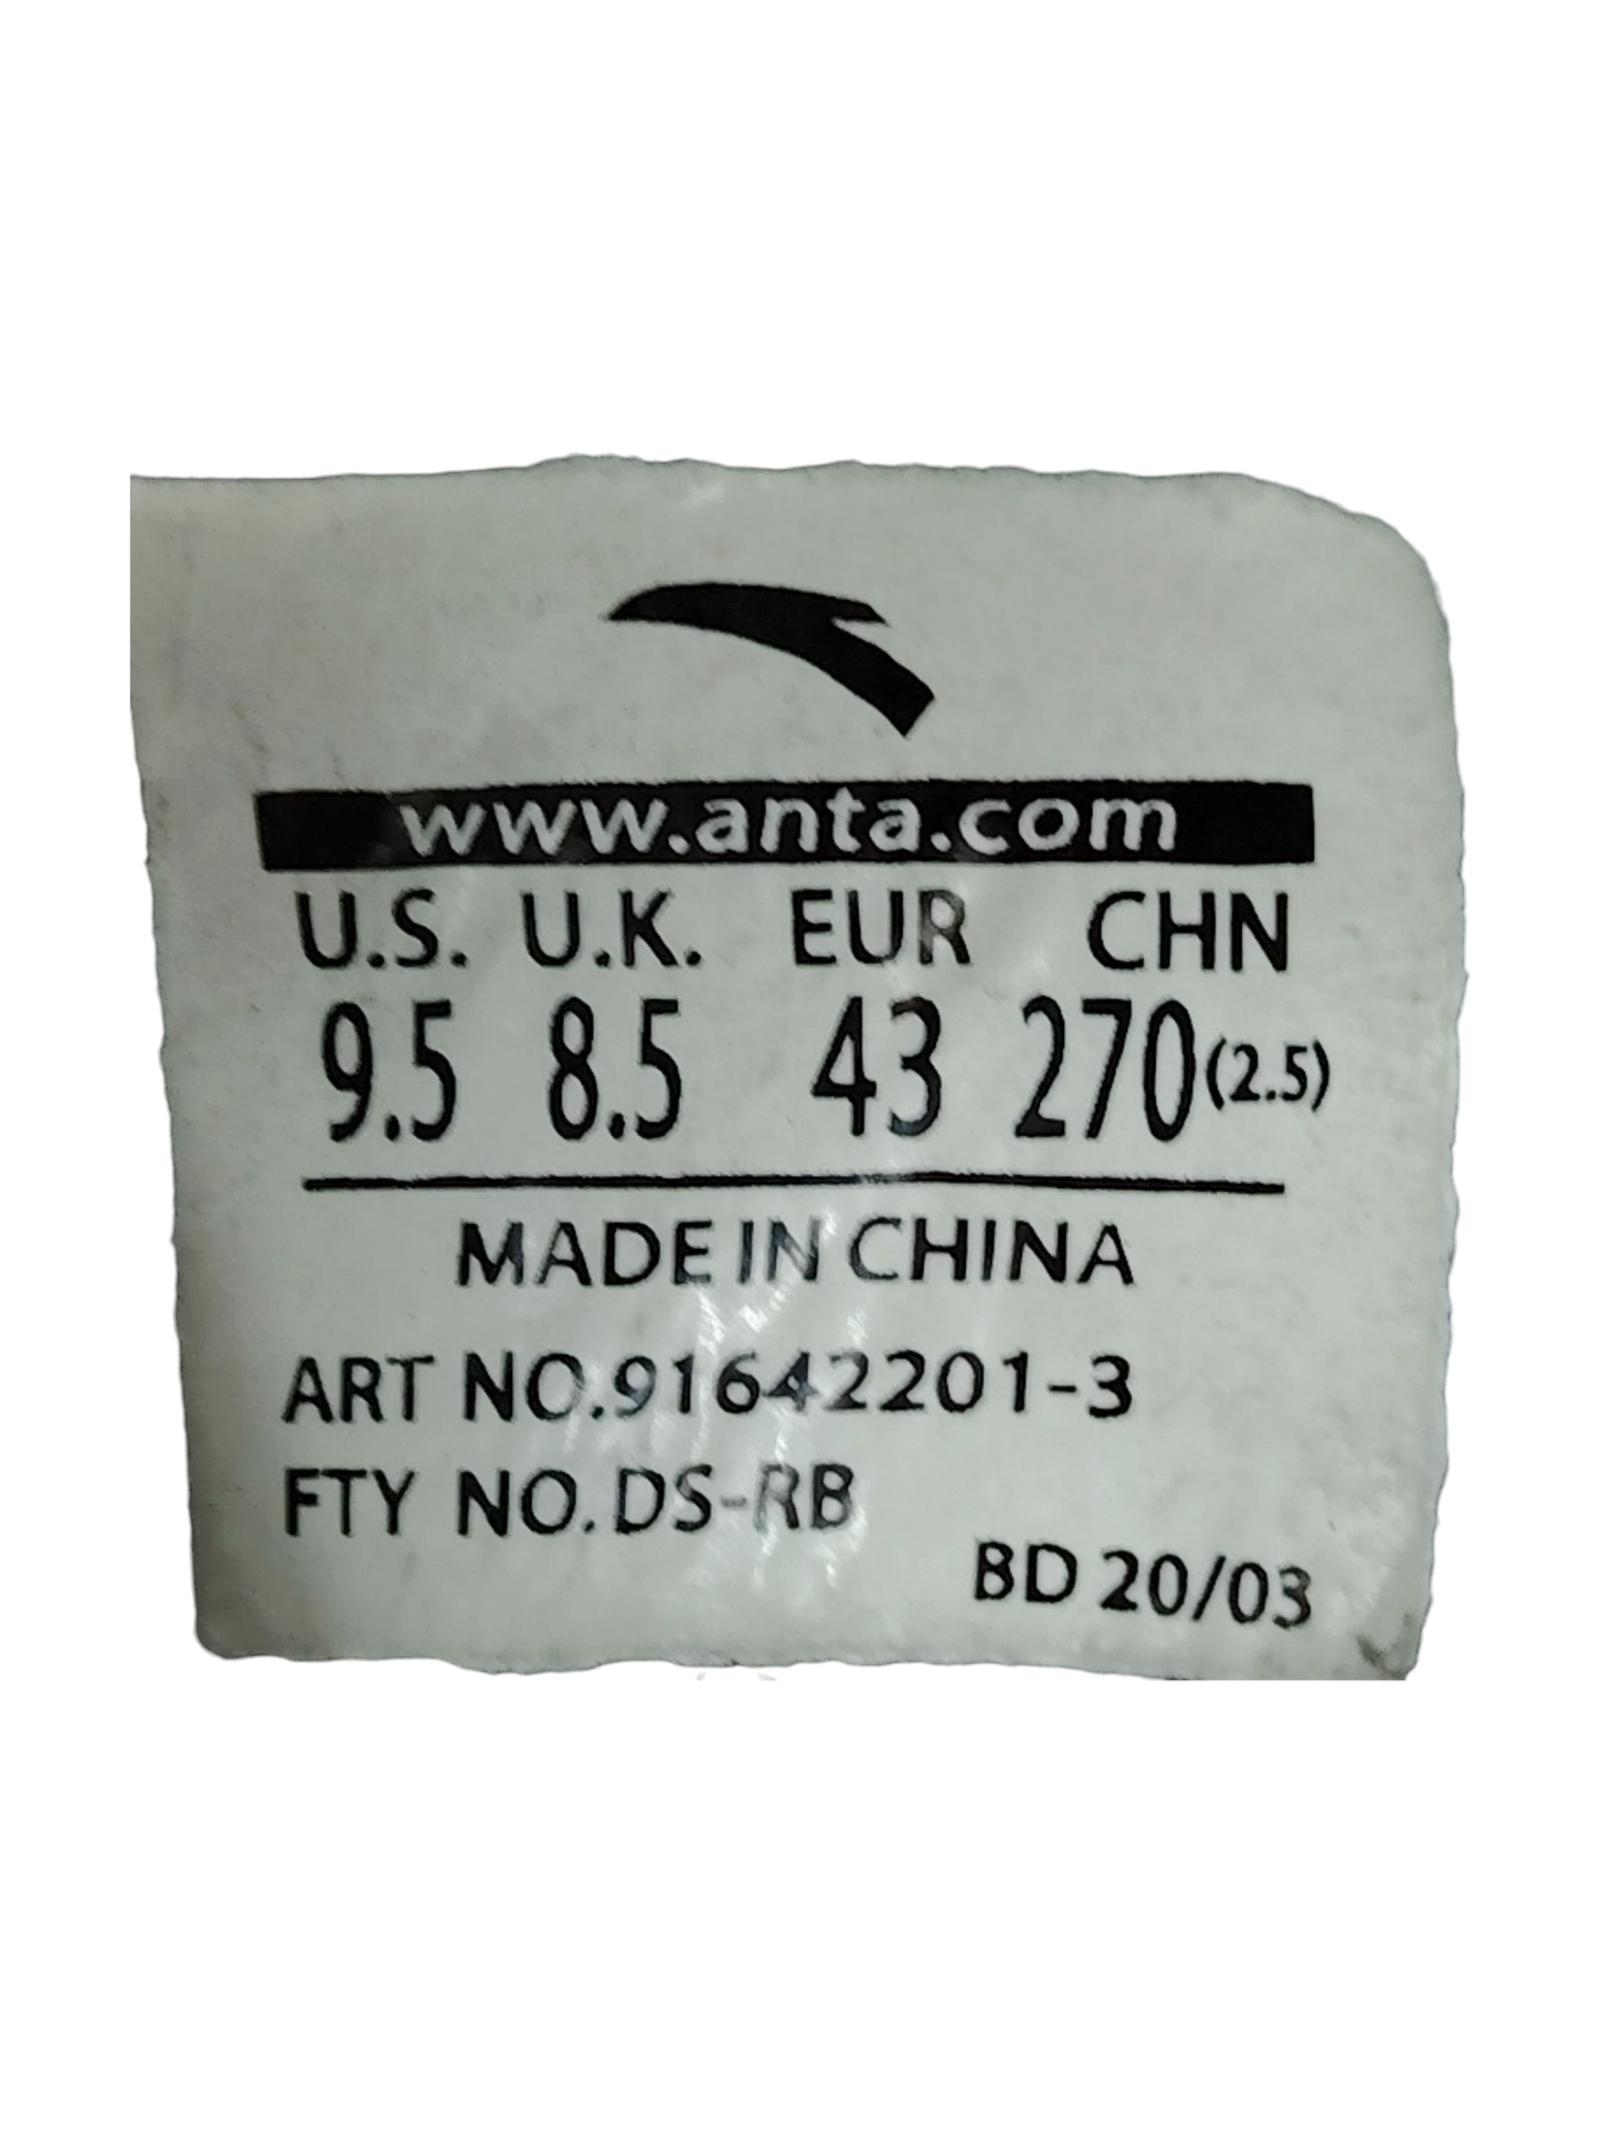 www.anta.com
U.S. U.K. EUR CHN
9.5 8.5 43 270(2.5)
MADE IN CHINA
ART NO.91642201-3
FTY NO.DS-RB
BD 20/03